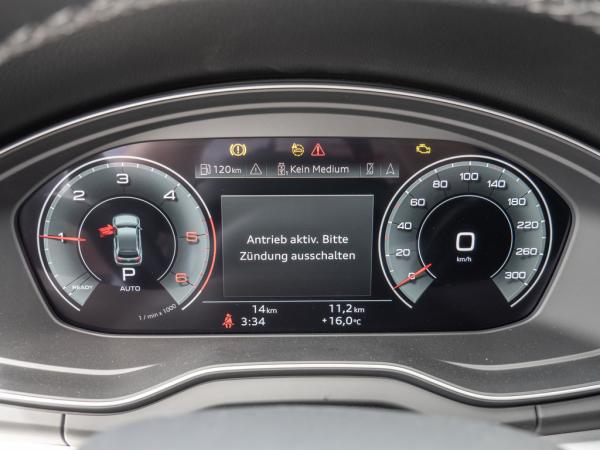 120km
Kein Medium
1
2
3
4
5
6
READY
P
AUTO
1 / min x 1000
Antrieb aktiv. Bitte
Zündung ausschalten
0
20
40
60
80
100
140
180
220
260
300
0
km/h
14km
11,2km
3:34
+16,0°C